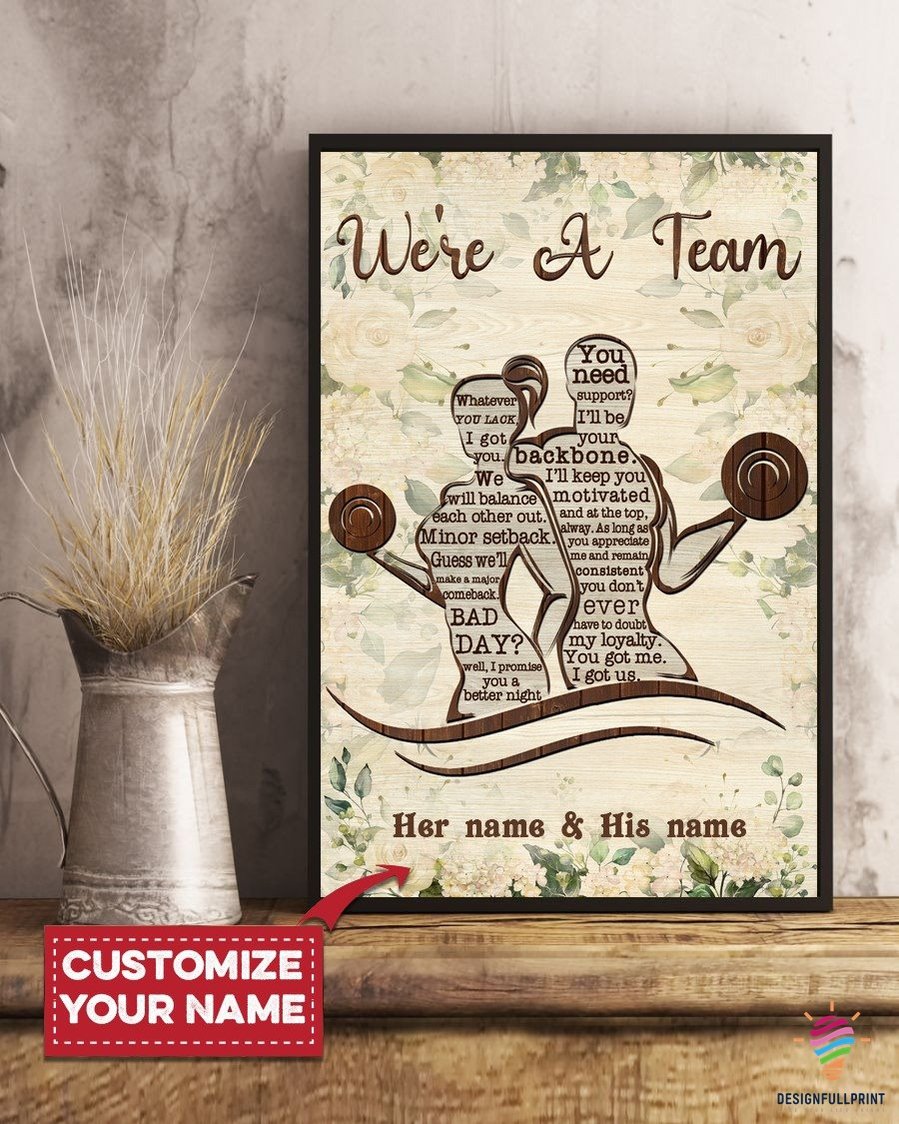 We're A Team
Whatever
YOU LACK,
I got
you.
We
will balance
each other out.
Minor setback.
Guess we'll
make a major
comeback.
BAD
DAY?
well, I promise
you a
better night
You
need
support?
I'll be
your
backbone.
I'll keep you
motivated
and at the top,
alway. As long as
you appreciate
me and remain
consistent
you don't
ever
have to doubt
my loyalty.
You got me.
I got us.
Her name & His name
CUSTOMIZE
YOUR NAME
DESIGNFULLPRINT